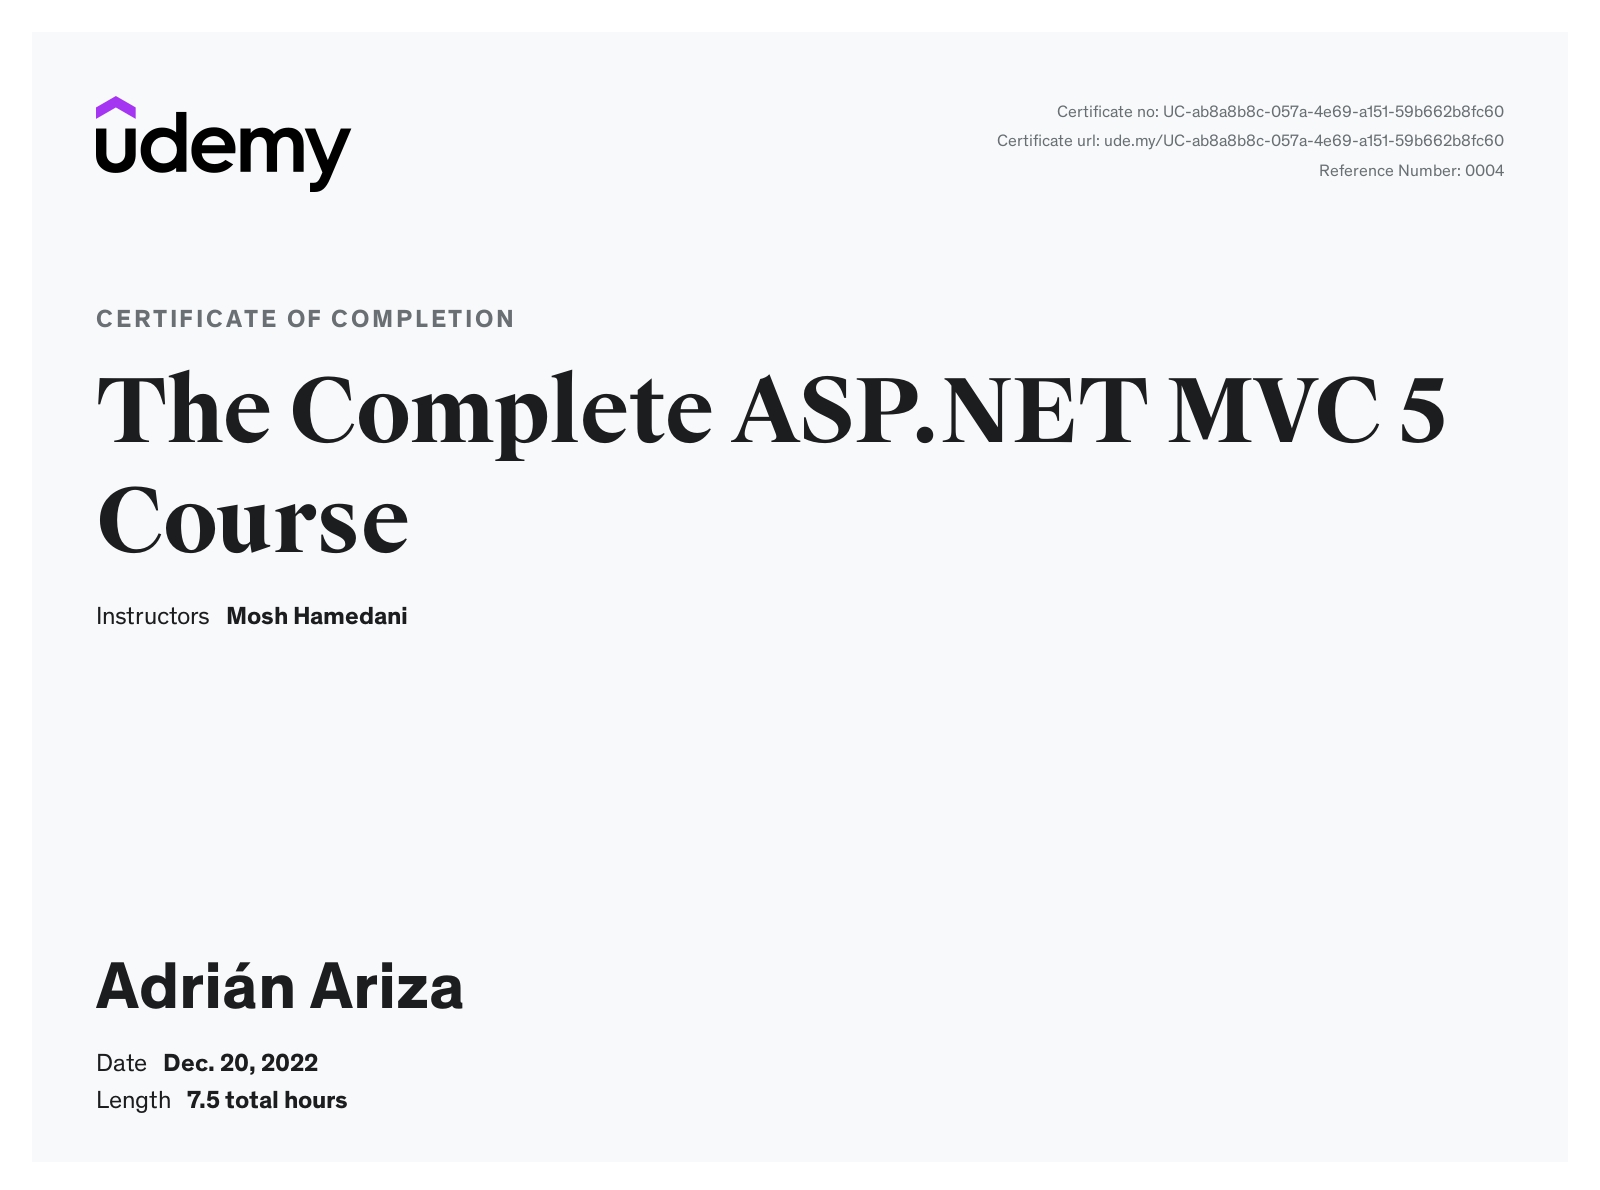 udemy
Certificate no: UC-ab8a8b8c-057a-4e69-a151-59b662b8fc60
Certificate url: ude.my/UC-ab8a8b8c-057a-4e69-a151-59b662b8fc60
Reference Number: 0004
CERTIFICATE OF COMPLETION
The Complete ASP.NET MVC 5
Course
Instructors Mosh Hamedani
Adrián Ariza
Date Dec. 20, 2022
Length 7.5 total hours